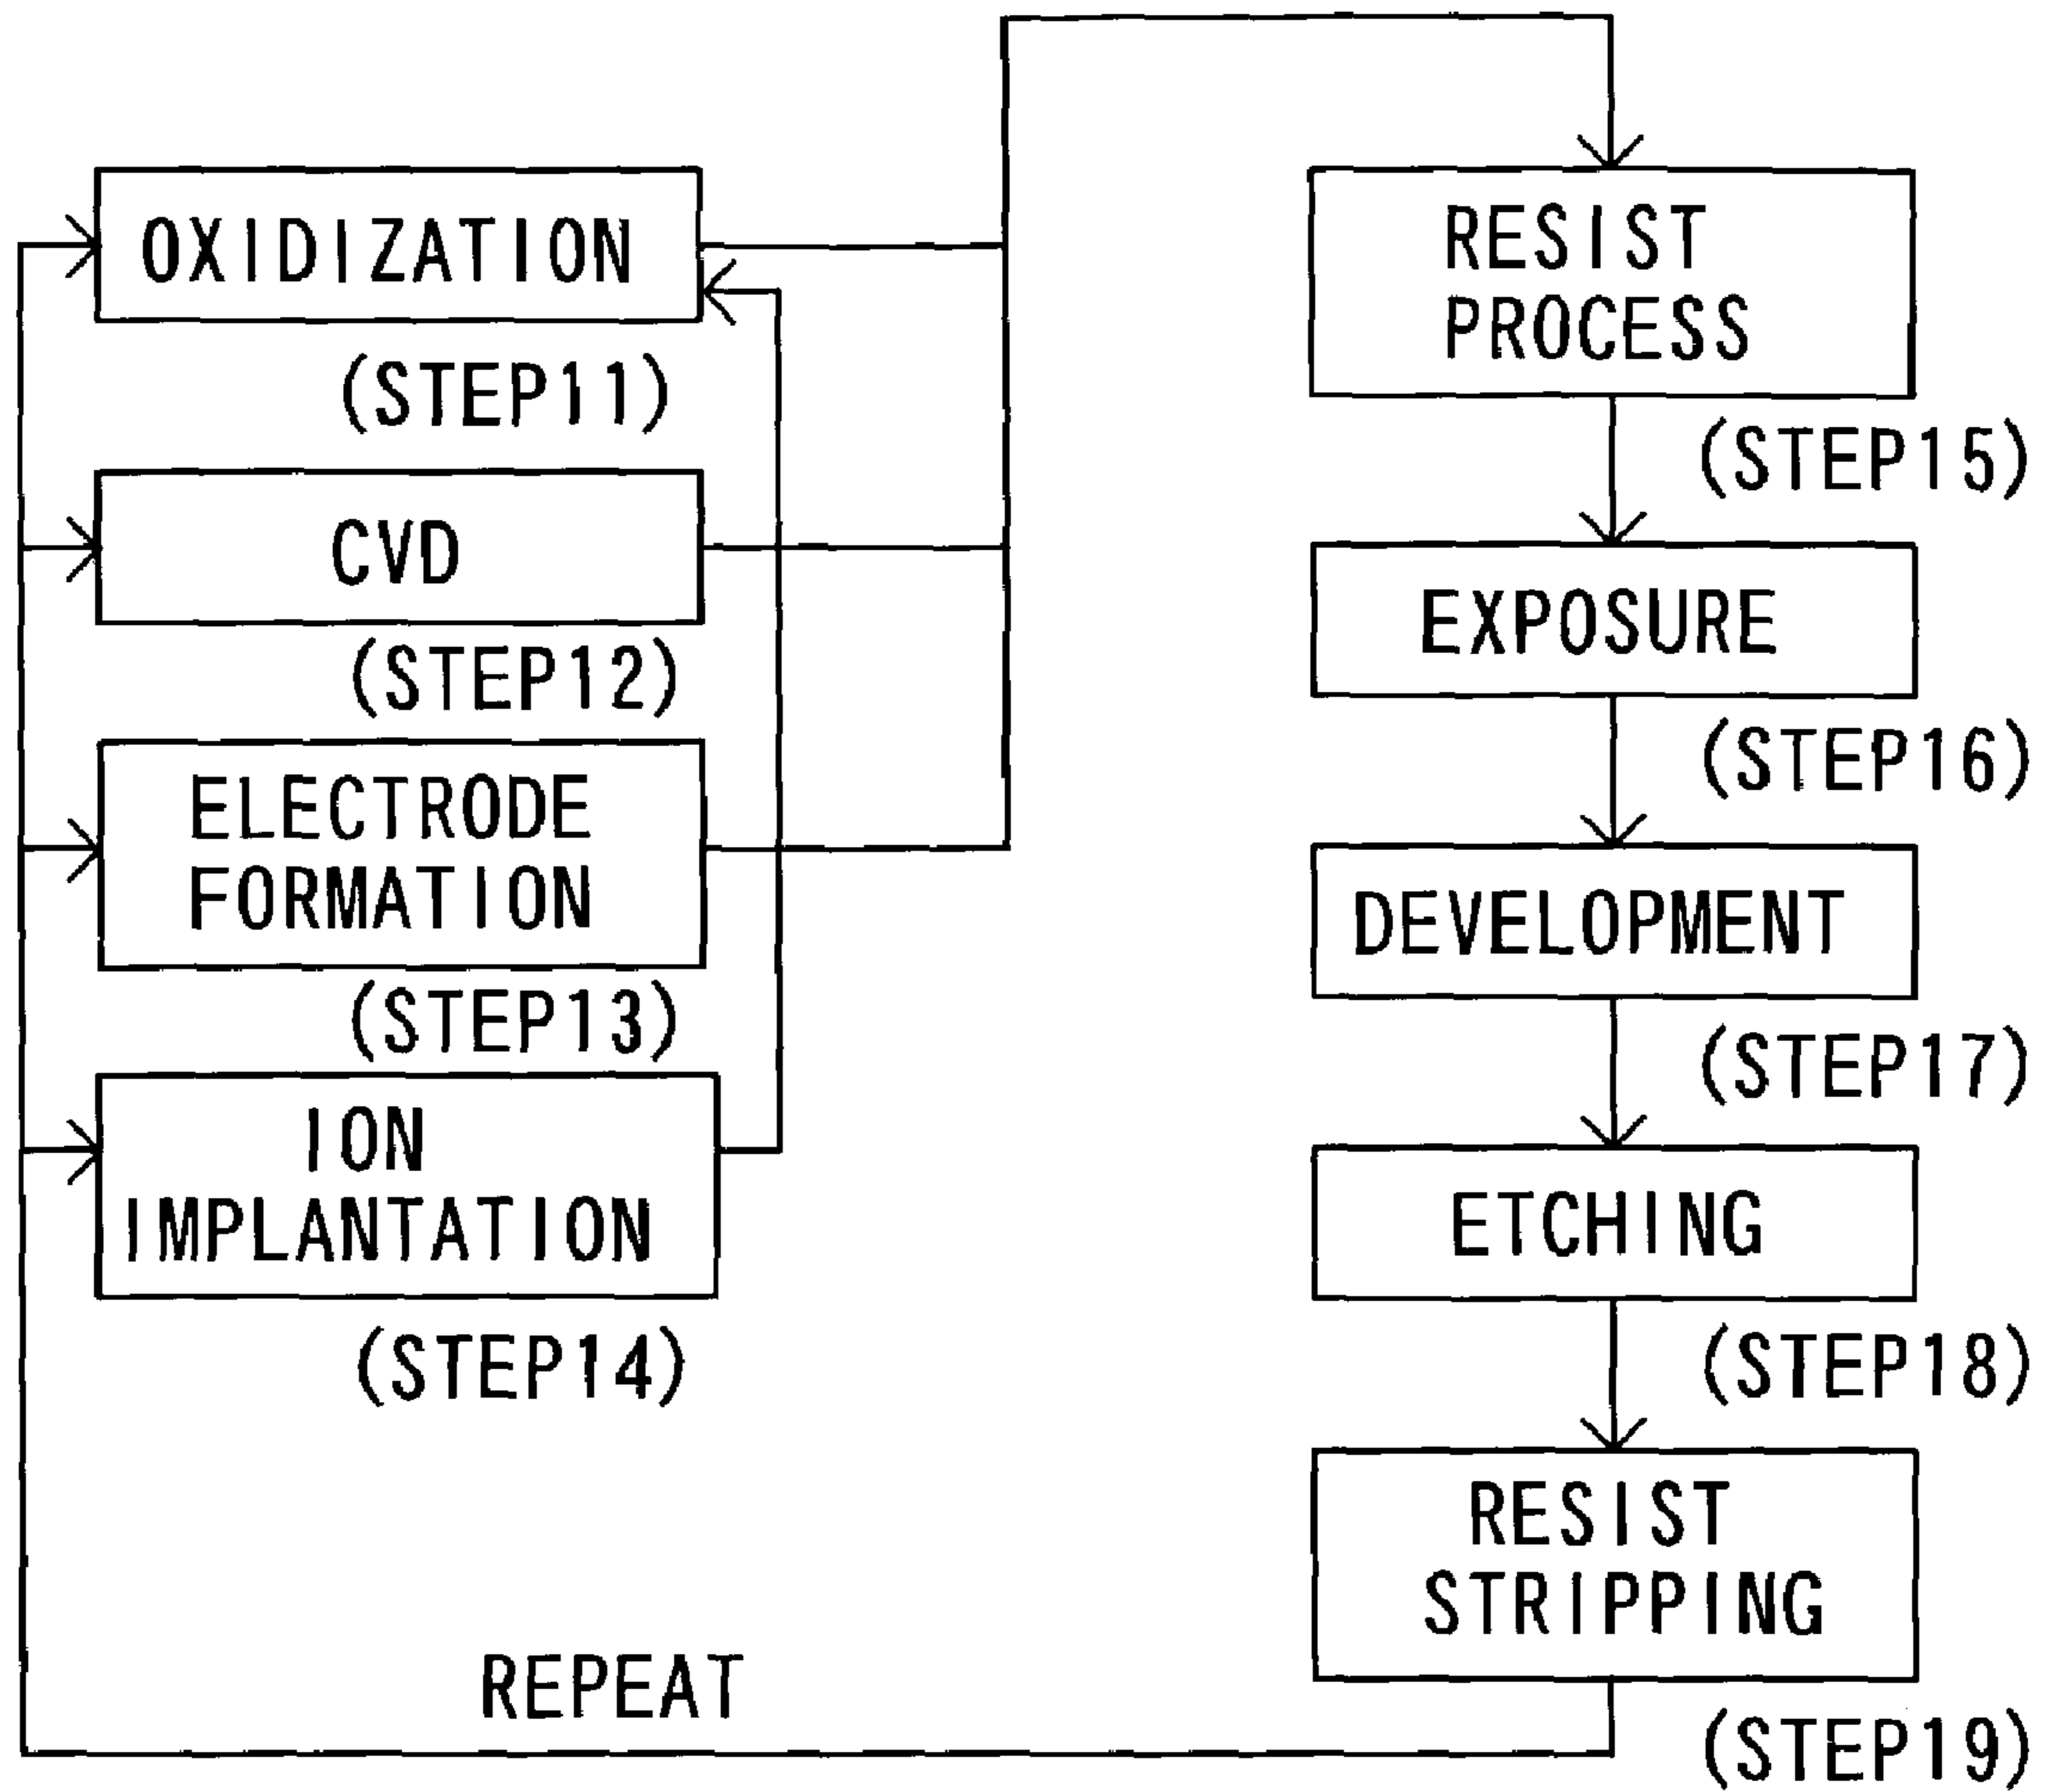 OXIDIZATION
(STEP11)
CVD
(STEP12)
ELECTRODE
FORMATION
(STEP13)
ION
IMPLANTATION
(STEP14)
RESIST
PROCESS
(STEP15)
EXPOSURE
(STEP16)
DEVELOPMENT
(STEP17)
ETCHING
(STEP18)
RESIST
STRIPPING
(STEP19)
REPEAT